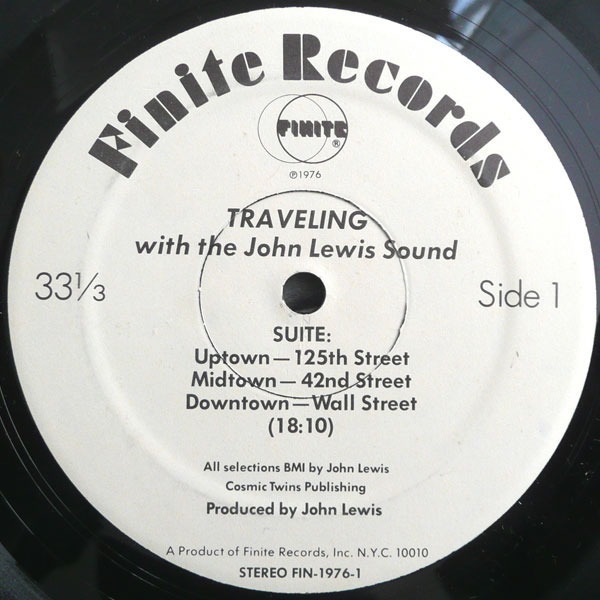 Finite Records
FINITE
®
℗1976
TRAVELING
with the John Lewis Sound
33⅓
Side 1
SUITE:
Uptown—125th Street
Midtown—42nd Street
Downtown—Wall Street
(18:10)
All selections BMI by John Lewis
Cosmic Twins Publishing
Produced by John Lewis
A Product of Finite Records, Inc. N.Y.C. 10010
STEREO FIN-1976-1